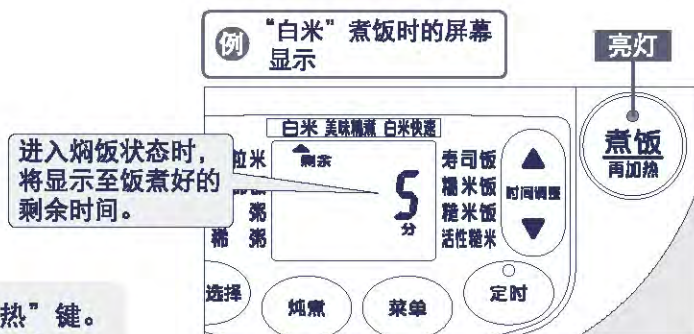 例 “白米”煮饭时的屏幕
显示
亮灯
白米 美味精煮 白米快速
进入焖饭状态时，
将显示至饭煮好的
剩余时间。
粒米
粥
稀 粥
剩余
5
分
寿司饭
糯米饭
糙米饭
活性糙米
▲
时间调整
▼
煮饭
再加热
选择
炖煮
菜单
定时
热”键。